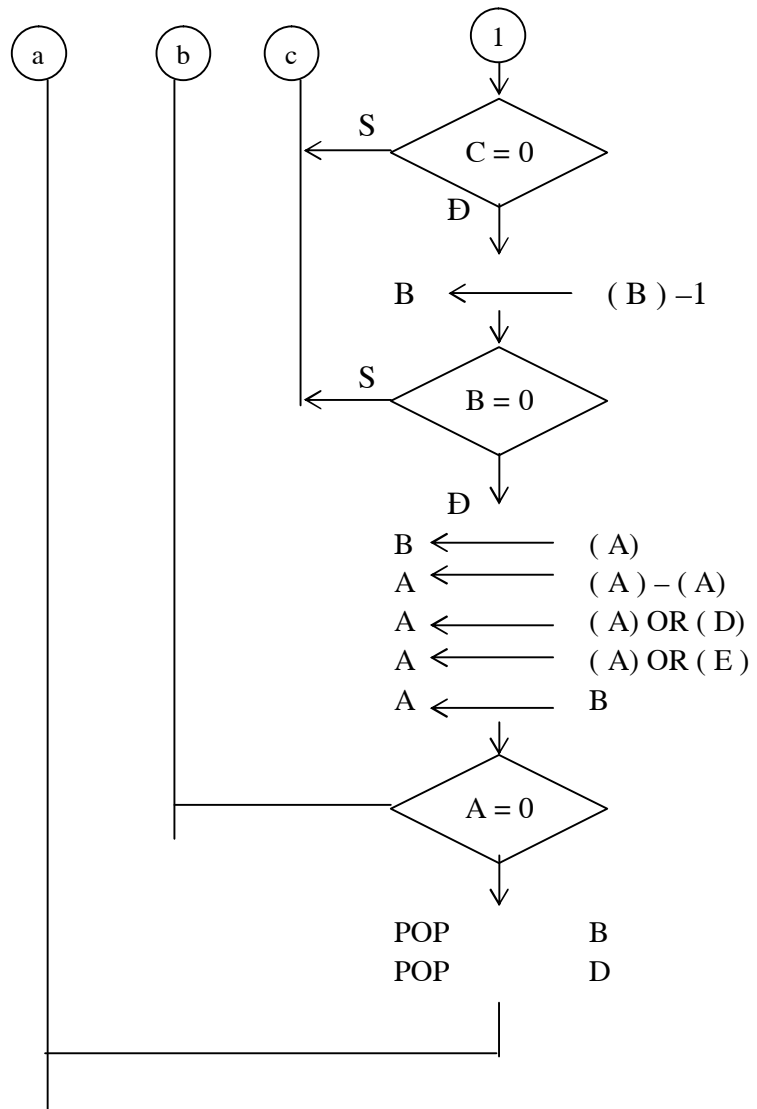 a b c 1
S C = 0
Đ
B ( B ) –1
S B = 0
Đ
B ( A)
A ( A ) – ( A)
A ( A) OR ( D)
A ( A) OR ( E )
A B
A = 0
POP B
POP D